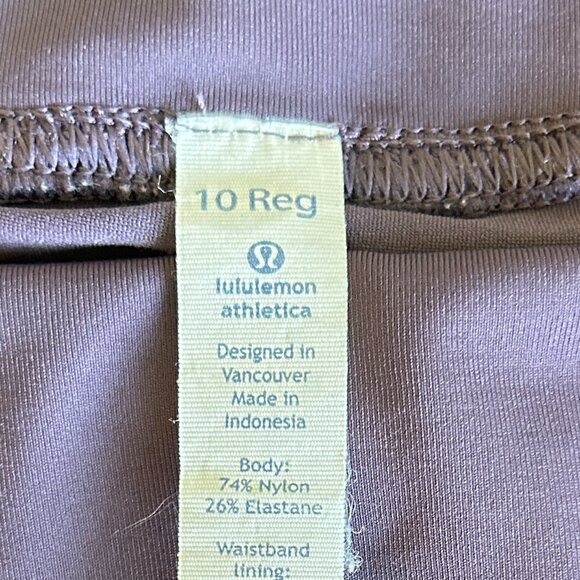 10 Reg
lululemon
athletica
Designed in
Vancouver
Made in
Indonesia
Body:
74% Nylon
26% Elastane
Waistband
lining: